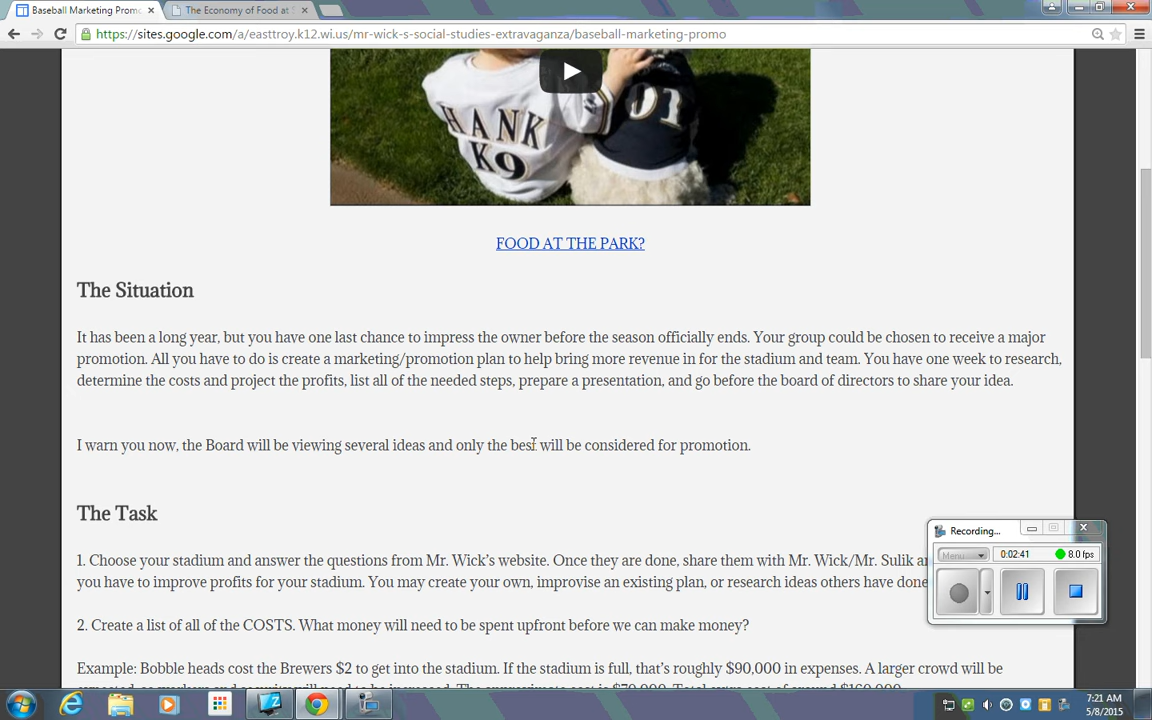 Baseball Marketing Promo
The Economy of Food at
https://sites.google.com/a/easttroy.k12.wi.us/mr-wick-s-social-studies-extravaganza/baseball-marketing-promo
HANK
K9
01
FOOD AT THE PARK?
The Situation
It has been a long year, but you have one last chance to impress the owner before the season officially ends. Your group could be chosen to receive a major
promotion. All you have to do is create a marketing/promotion plan to help bring more revenue in for the stadium and team. You have one week to research,
determine the costs and project the profits, list all of the needed steps, prepare a presentation, and go before the board of directors to share your idea.
I warn you now, the Board will be viewing several ideas and only the best will be considered for promotion.
The Task
1. Choose your stadium and answer the questions from Mr. Wick's website. Once they are done, share them with Mr. Wick/Mr. Sulik
you have to improve profits for your stadium. You may create your own, improvise an existing plan, or research ideas others have done
2. Create a list of all of the COSTS. What money will need to be spent upfront before we can make money?
Example: Bobble heads cost the Brewers $2 to get into the stadium. If the stadium is full, that's roughly $90,000 in expenses. A larger crowd will be
Recording...
Menu
0:02:41
8.0 fps
7:21 AM
5/8/2015